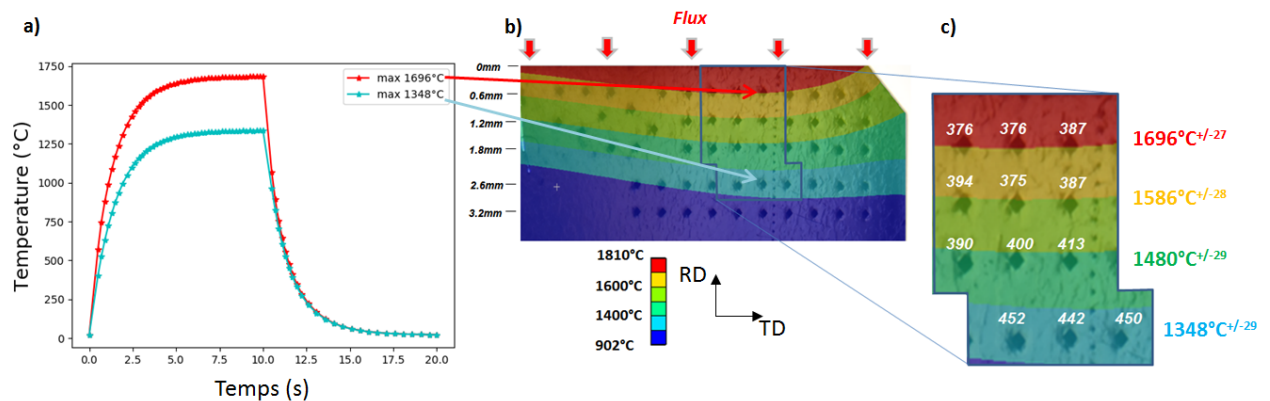 a)
1750
1500
1250
1000
750
500
250
0
Temperature (°C)
0.0 2.5 5.0 7.5 10.0 12.5 15.0 17.5 20.0
Temps (s)
max 1696°C
max 1348°C
b)
Flux
0mm
0.6mm
1.2mm
1.8mm
2.6mm
3.2mm
1810°C
1600°C
1400°C
902°C
RD
TD
c)
376 376 387
394 375 387
390 400 413
452 442 450
1696°C+/-27
1586°C+/-28
1480°C+/-29
1348°C+/-29